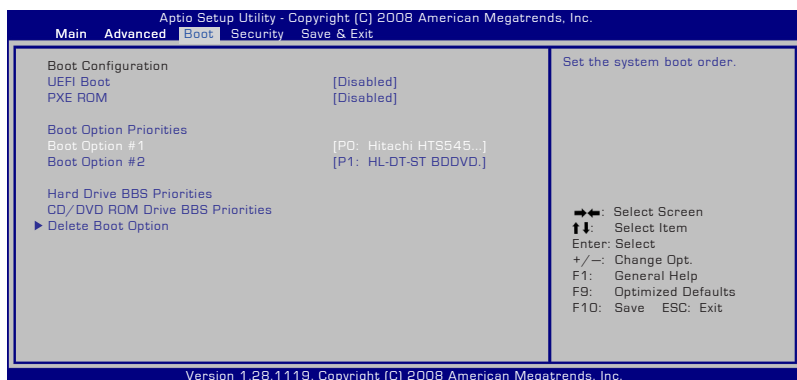 Aptio Setup Utility - Copyright (C) 2008 American Megatrends, Inc.
Main Advanced Boot Security Save & Exit
Boot Configuration
UEFI Boot [Disabled]
PXE ROM [Disabled]
Boot Option Priorities
Boot Option #1 [P0: Hitachi HTS545...]
Boot Option #2 [P1: HL-DT-ST BDDVD.]
Hard Drive BBS Priorities
CD/DVD ROM Drive BBS Priorities
Delete Boot Option
Set the system boot order.
: Select Screen
: Select Item
Enter: Select
+/—: Change Opt.
F1: General Help
F9: Optimized Defaults
F10: Save ESC: Exit
Version 1.28.1119. Copyright (C) 2008 American Megatrends, Inc.